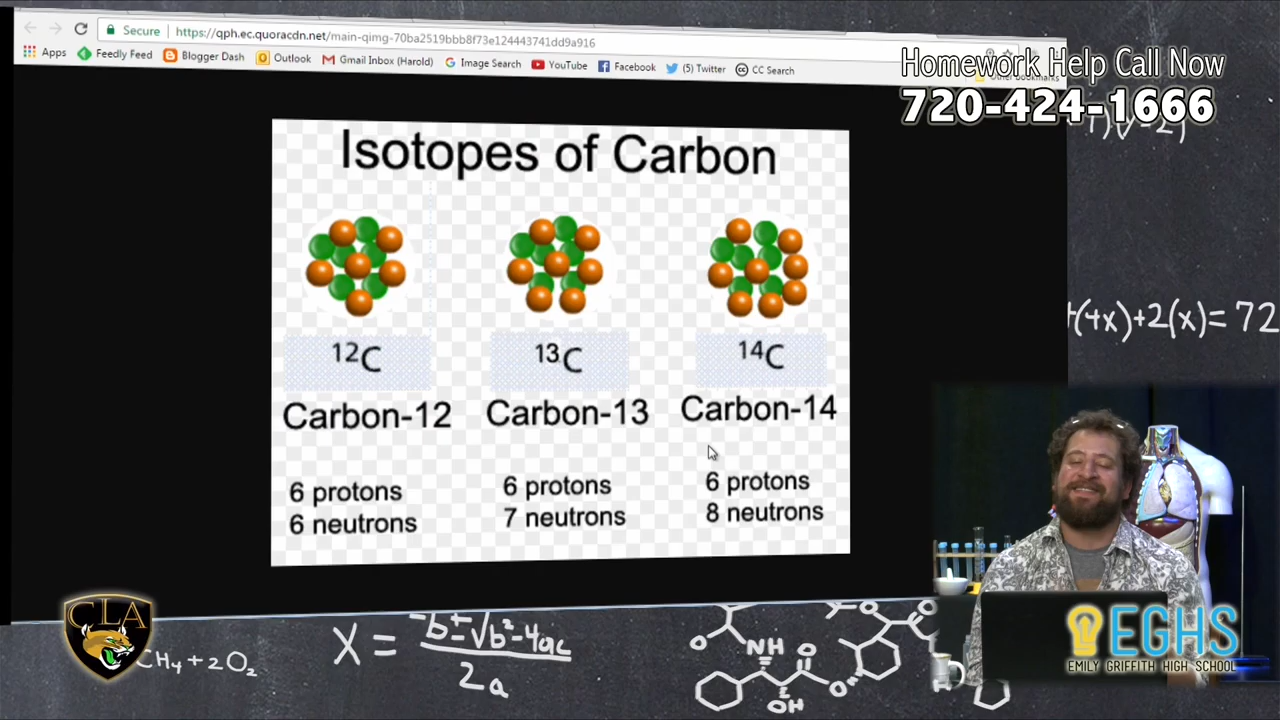 Secure https://qph.ec.quoracdn.net/main-qimg-70ba2519bbb8f73e124443741dd9a916
Apps Feedly Feed Blogger Dash Outlook Gmail Inbox (Harold) Image Search YouTube Facebook (5) Twitter CC Search
Homework Help Call Now
720-424-1666
Isotopes of Carbon
12C 13C 14C
Carbon-12 Carbon-13 Carbon-14
6 protons 6 protons 6 protons
6 neutrons 7 neutrons 8 neutrons
(4x)+2(x)=72
CLA
CH4+2O2
X = -b±√b²-4ac
2a
NH
O
O
O
OH
EGHS
EMILY GRIFFITH HIGH SCHOOL